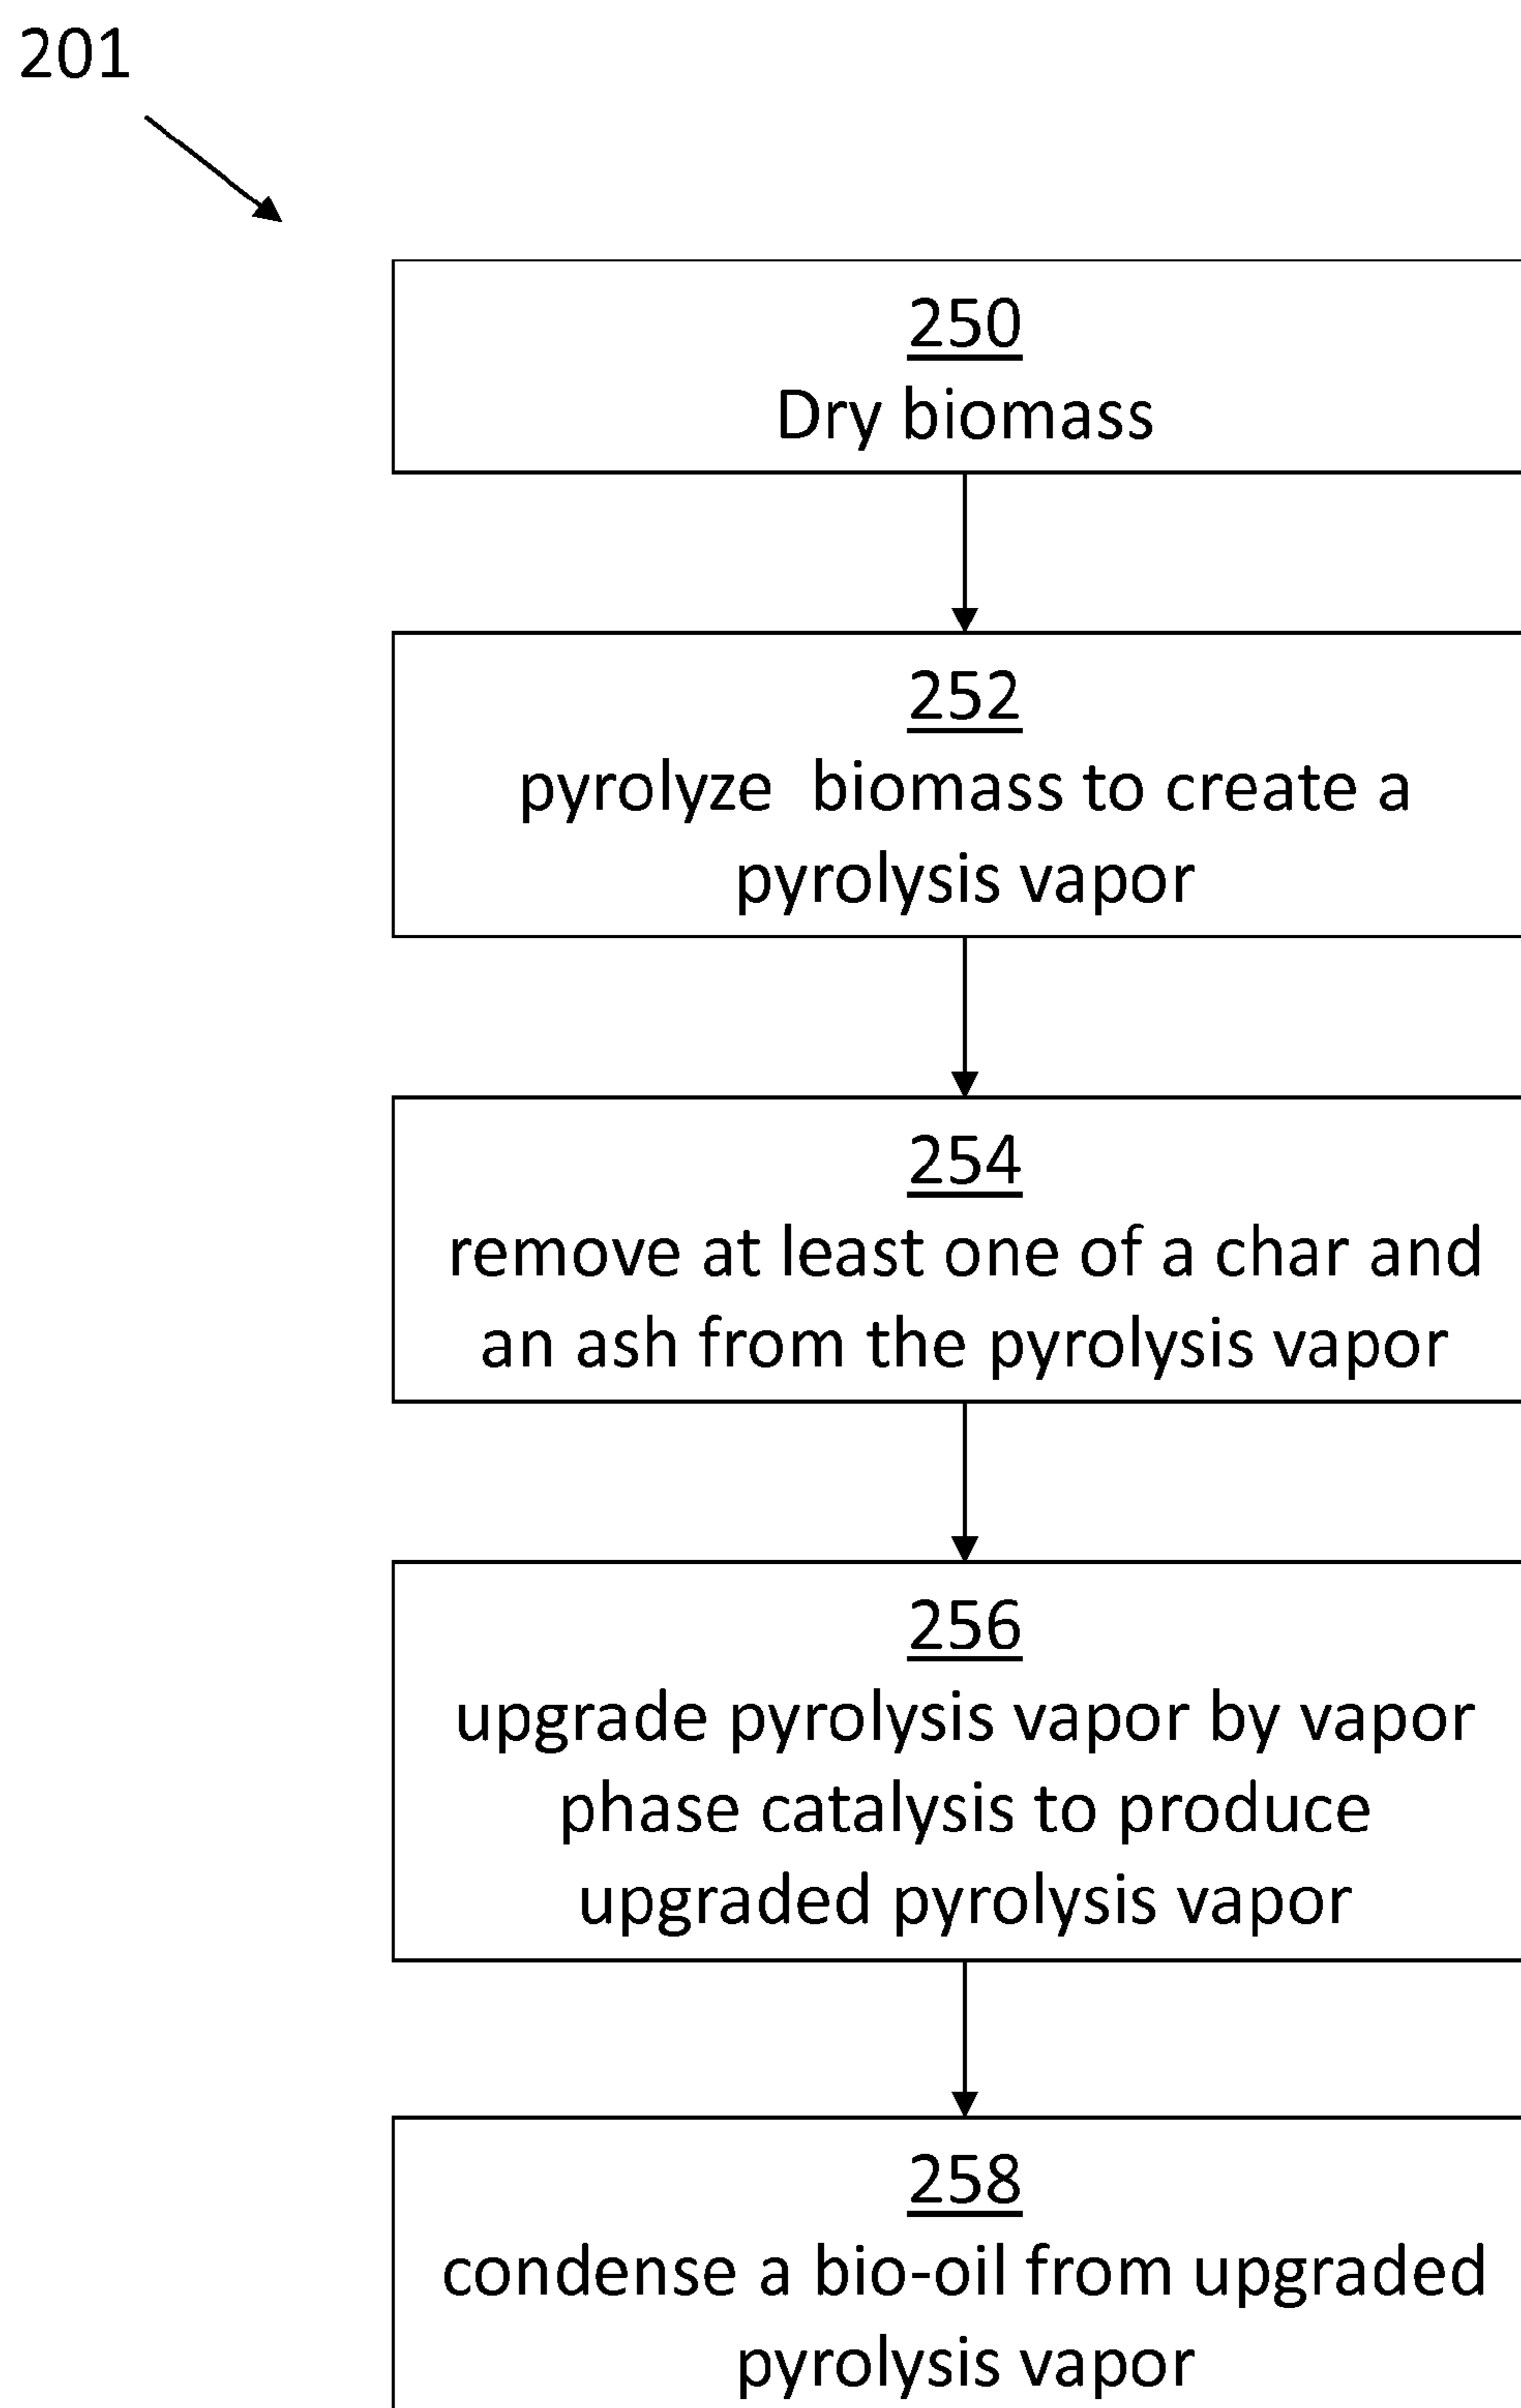 201
250
Dry biomass
252
pyrolyze biomass to create a
pyrolysis vapor
254
remove at least one of a char and
an ash from the pyrolysis vapor
256
upgrade pyrolysis vapor by vapor
phase catalysis to produce
upgraded pyrolysis vapor
258
condense a bio-oil from upgraded
pyrolysis vapor